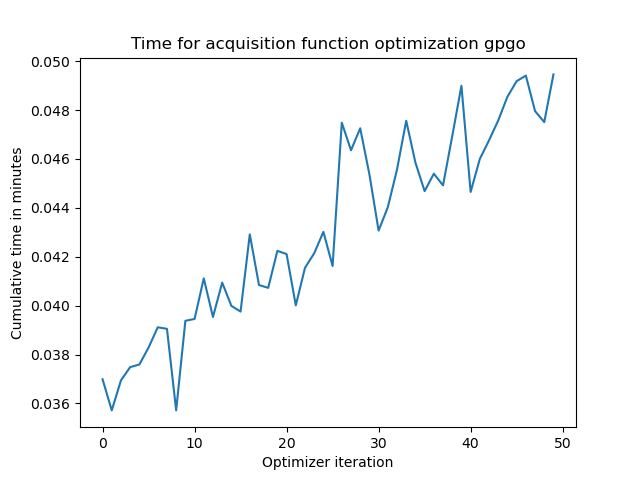 Time for acquisition function optimization gpgo
0.050
0.048
0.046
0.044
0.042
0.040
0.038
0.036
Cumulative time in minutes
0 10 20 30 40 50
Optimizer iteration